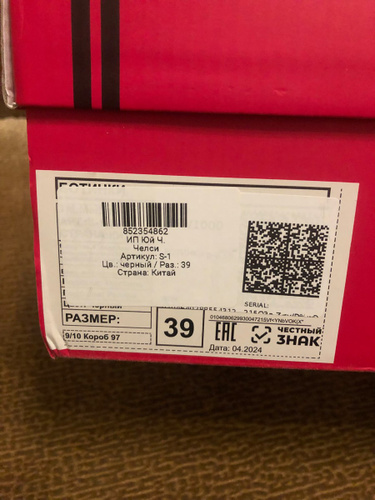 852354862
ИП Юй Ч.
Челси
Артикул: S-1
Цв.: черный / Раз.: 39
Страна: Китай
SERIAL:
РАЗМЕР:
39
EAC
ЧЕСТНЫЙ
ЗНАК
9/10 Короб 97
Дата: 04.2024